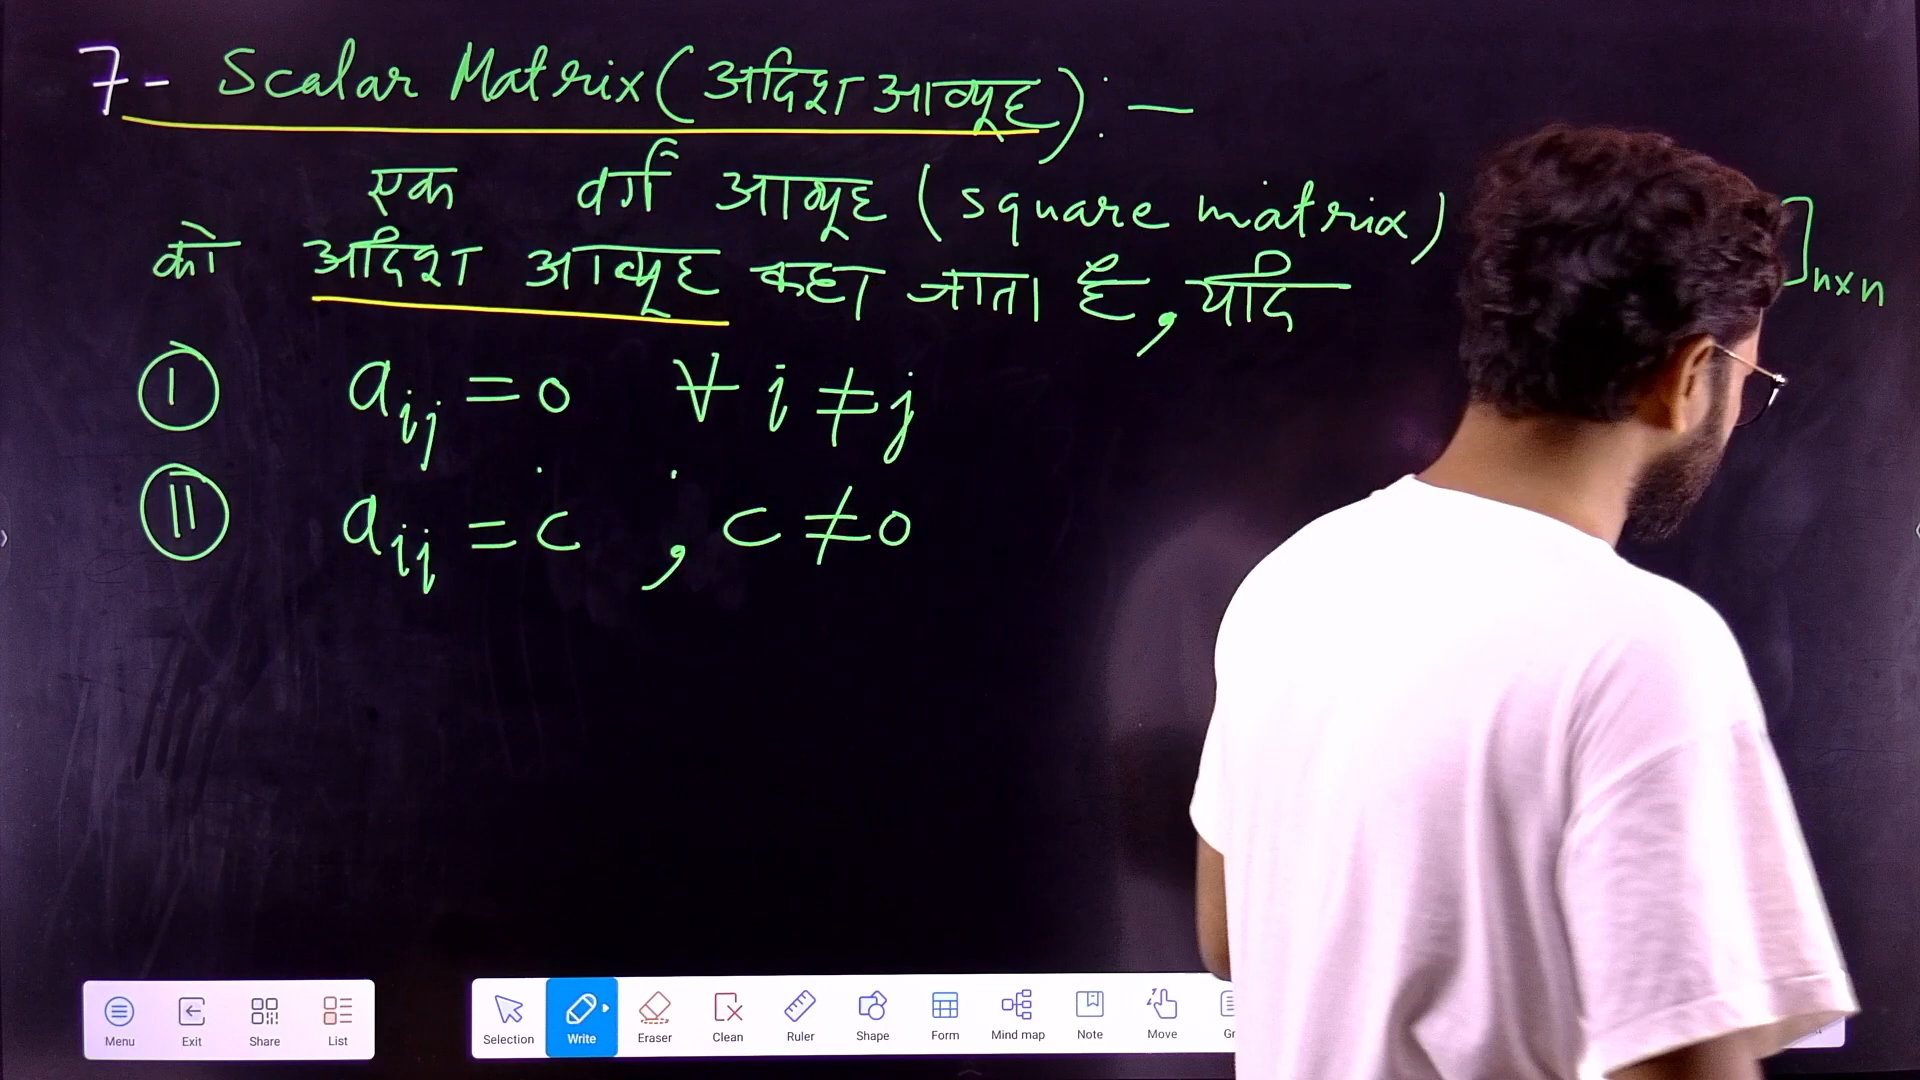 7- Scalar Matrix (अदिश आव्यूह) :-
एक वर्ग आव्यूह (square matrix) ]n×n
को अदिश आव्यूह कहा जाता है, यदि
I aij = 0 ∀ i ≠ j
II aij = c , c ≠ 0
Menu Exit Share List Selection Write Eraser Clean Ruler Shape Form Mind map Note Move